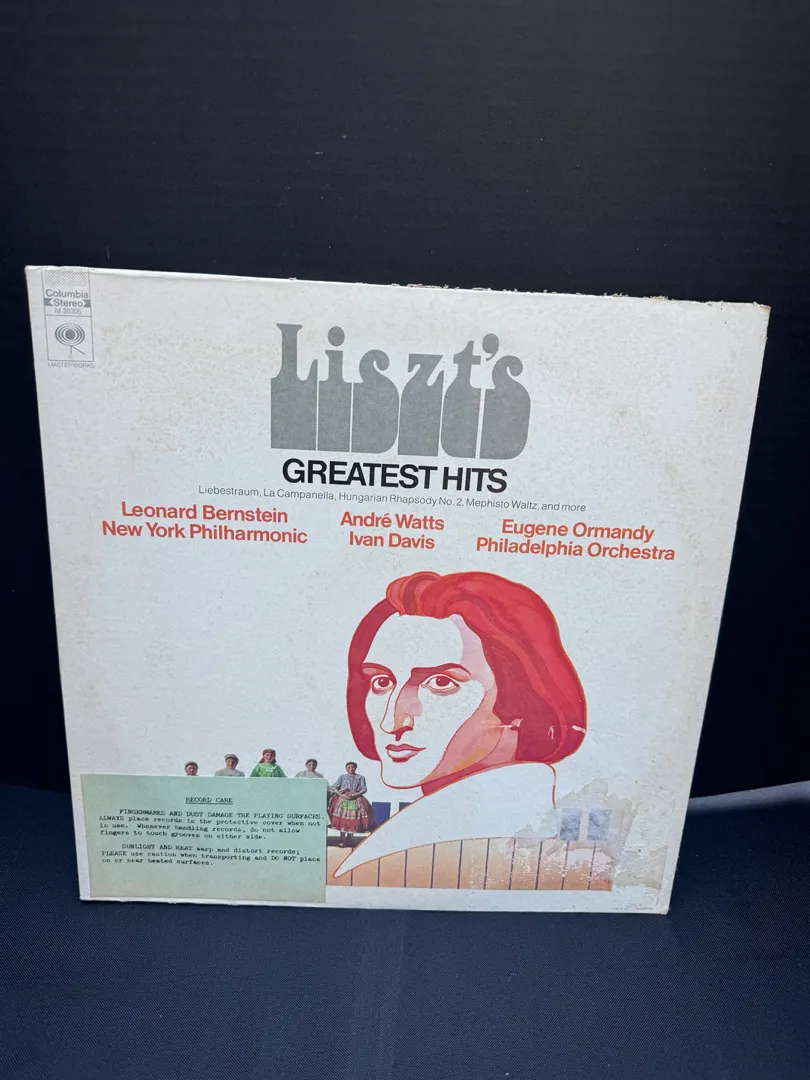 Columbia
Stereo
M 30306
MASTERWORKS
Liszt's
GREATEST HITS
Liebestraum, La Campanella, Hungarian Rhapsody No. 2, Mephisto Waltz, and more
Leonard Bernstein
New York Philharmonic
André Watts
Ivan Davis
Eugene Ormandy
Philadelphia Orchestra
RECORD CARE
FINGERMARKS AND DUST DAMAGE THE PLAYING SURFACES.
ALWAYS place records in the protective cover when not
in use. Whenever handling records, do not allow
fingers to touch grooves on either side.
SUNLIGHT AND HEAT warp and distort records;
PLEASE use caution when transporting and DO NOT place
on or near heated surfaces.